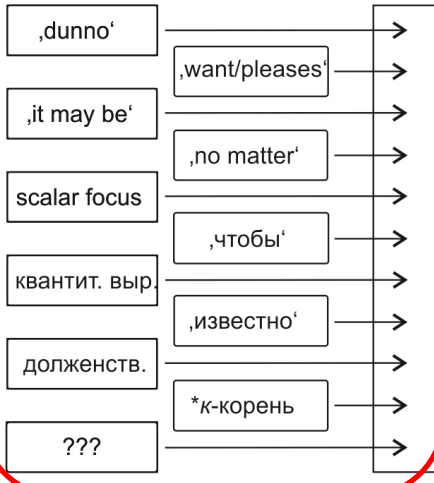 ‚dunno‘
‚want/pleases‘
‚it may be‘
‚no matter‘
scalar focus
‚чтобы‘
квантит. выр.
‚известно‘
долженств.
*к-корень
???